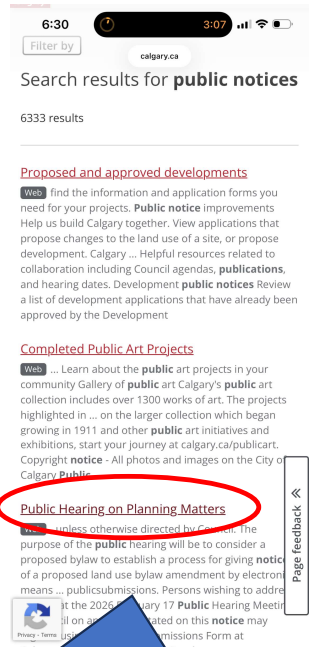 6:30
3:07
Filter by
calgary.ca
Search results for public notices
6333 results
Proposed and approved developments
Web find the information and application forms you
need for your projects. Public notice improvements
Help us build Calgary together. View applications that
propose changes to the land use of a site, or propose
development. Calgary ... Helpful resources related to
collaboration including Council agendas, publications,
and hearing dates. Development public notices Review
a list of development applications that have already been
approved by the Development
Completed Public Art Projects
Web ... Learn about the public art projects in your
community Gallery of public art Calgary's public art
collection includes over 1300 works of art. The projects
highlighted in ... on the larger collection which began
growing in 1911 and other public art initiatives and
exhibitions, start your journey at calgary.ca/publicart.
Copyright notice - All photos and images on the City of
Calgary Public
Public Hearing on Planning Matters
unless otherwise directed by Council. The
purpose of the public hearing will be to consider a
proposed bylaw to establish a process for giving notice
of a proposed land use bylaw amendment by electroni
means ... publicsubmissions. Persons wishing to addre
at the 2026 17 Public Hearing Meetin
on stated on this notice may
Form at
Page feedback
Privacy - Terms